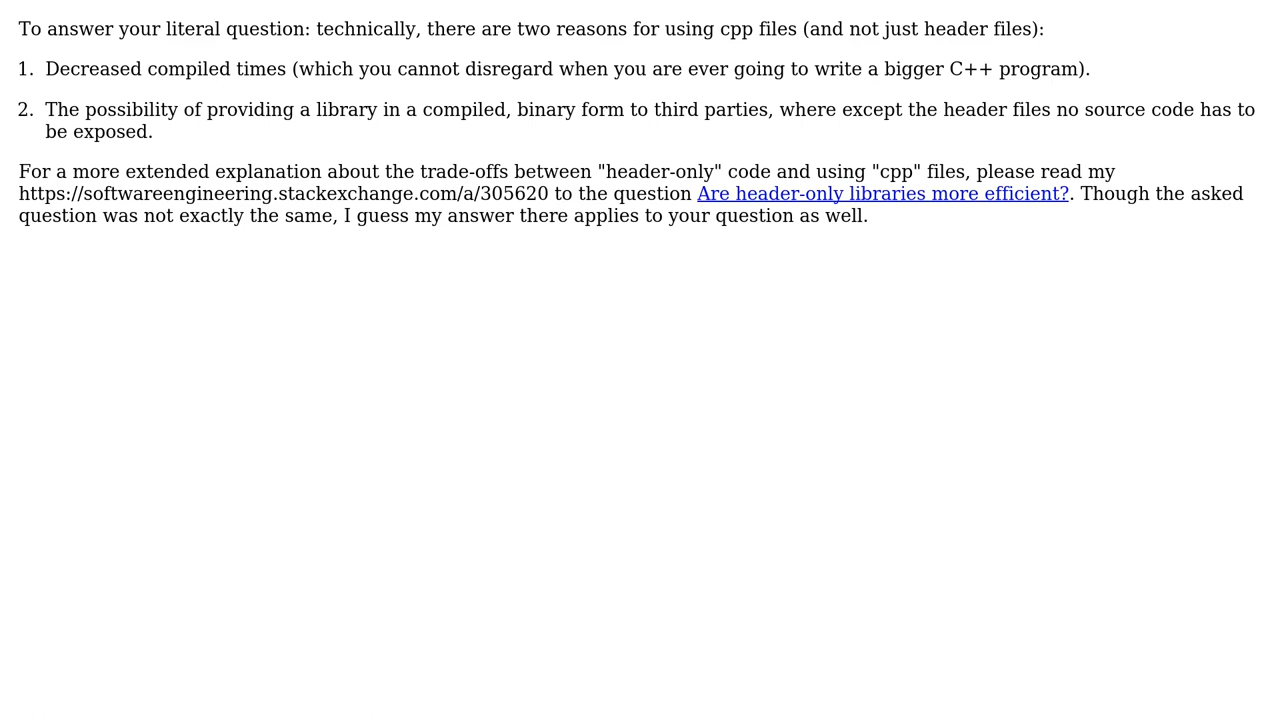 To answer your literal question: technically, there are two reasons for using cpp files (and not just header files):
1. Decreased compiled times (which you cannot disregard when you are ever going to write a bigger C++ program).
2. The possibility of providing a library in a compiled, binary form to third parties, where except the header files no source code has to
be exposed.
For a more extended explanation about the trade-offs between "header-only" code and using "cpp" files, please read my
https://softwareengineering.stackexchange.com/a/305620 to the question Are header-only libraries more efficient?. Though the asked
question was not exactly the same, I guess my answer there applies to your question as well.